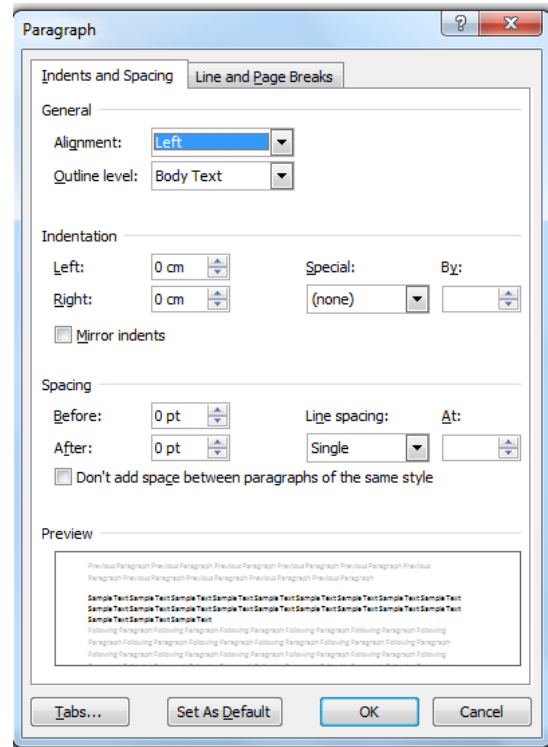 Paragraph
Indents and Spacing Line and Page Breaks
General
Alignment: Left
Outline level: Body Text
Indentation
Left: 0 cm Special: By:
Right: 0 cm (none)
Mirror indents
Spacing
Before: 0 pt Line spacing: At:
After: 0 pt Single
Don't add space between paragraphs of the same style
Preview
Previous Paragraph Previous Paragraph Previous Paragraph Previous Paragraph Previous Paragraph Previous
Paragraph Previous Paragraph Previous Paragraph Previous Paragraph Previous Paragraph
Sample Text Sample Text Sample Text Sample Text Sample Text Sample Text Sample Text Sample Text Sample Text
Sample Text Sample Text Sample Text Sample Text Sample Text Sample Text Sample Text Sample Text Sample Text
Sample Text Sample Text Sample Text
Following Paragraph Following Paragraph Following Paragraph Following Paragraph Following Paragraph Following
Paragraph Following Paragraph Following Paragraph Following Paragraph Following Paragraph Following Paragraph
Following Paragraph Following Paragraph Following Paragraph Following Paragraph Following Paragraph Following
Tabs... Set As Default OK Cancel